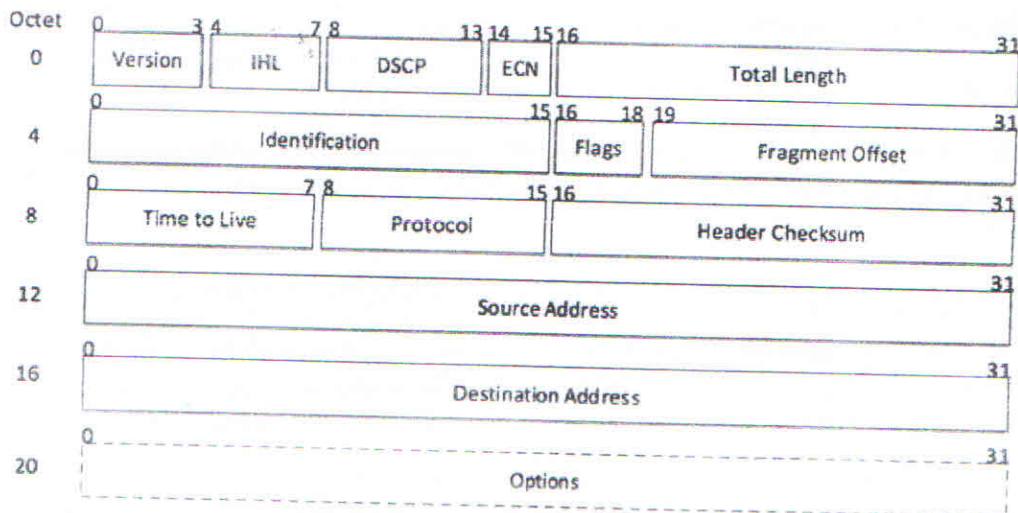 Octet 0 3 4 7 8 13 14 15 16 31
0 Version IHL DSCP ECN Total Length
0 15 16 18 19 31
4 Identification Flags Fragment Offset
0 7 8 15 16 31
8 Time to Live Protocol Header Checksum
0 31
12 Source Address
0 31
16 Destination Address
0 31
20 Options